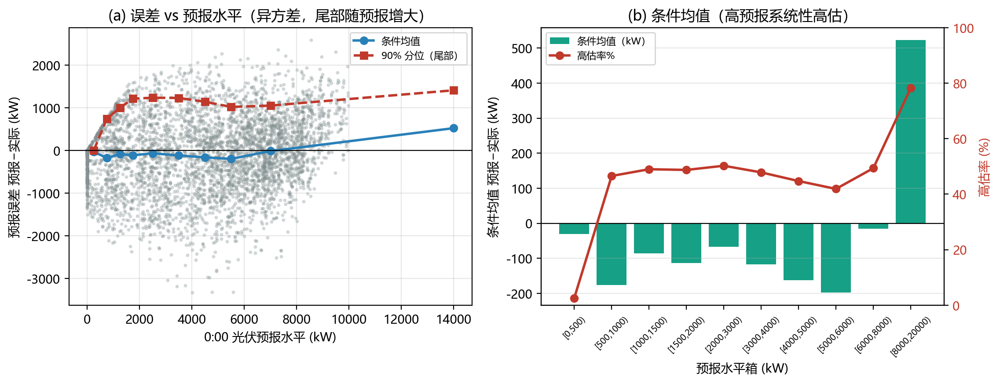 (a) 误差 vs 预报水平（异方差，尾部随预报增大）
条件均值
90% 分位（尾部）
预报误差 预报−实际 (kW)
2000
1000
0
-1000
-2000
-3000
0 2000 4000 6000 8000 10000 12000 14000
0:00 光伏预报水平 (kW)
(b) 条件均值（高预报系统性高估）
条件均值（kW）
高估率%
条件均值 预报−实际 (kW)
500
400
300
200
100
0
-100
-200
100
80
60
40
20
0
高估率 (%)
[0,500) [500,1000) [1000,1500) [1500,2000) [2000,3000) [3000,4000) [4000,5000) [5000,6000) [6000,8000) [8000,20000)
预报水平箱 (kW)